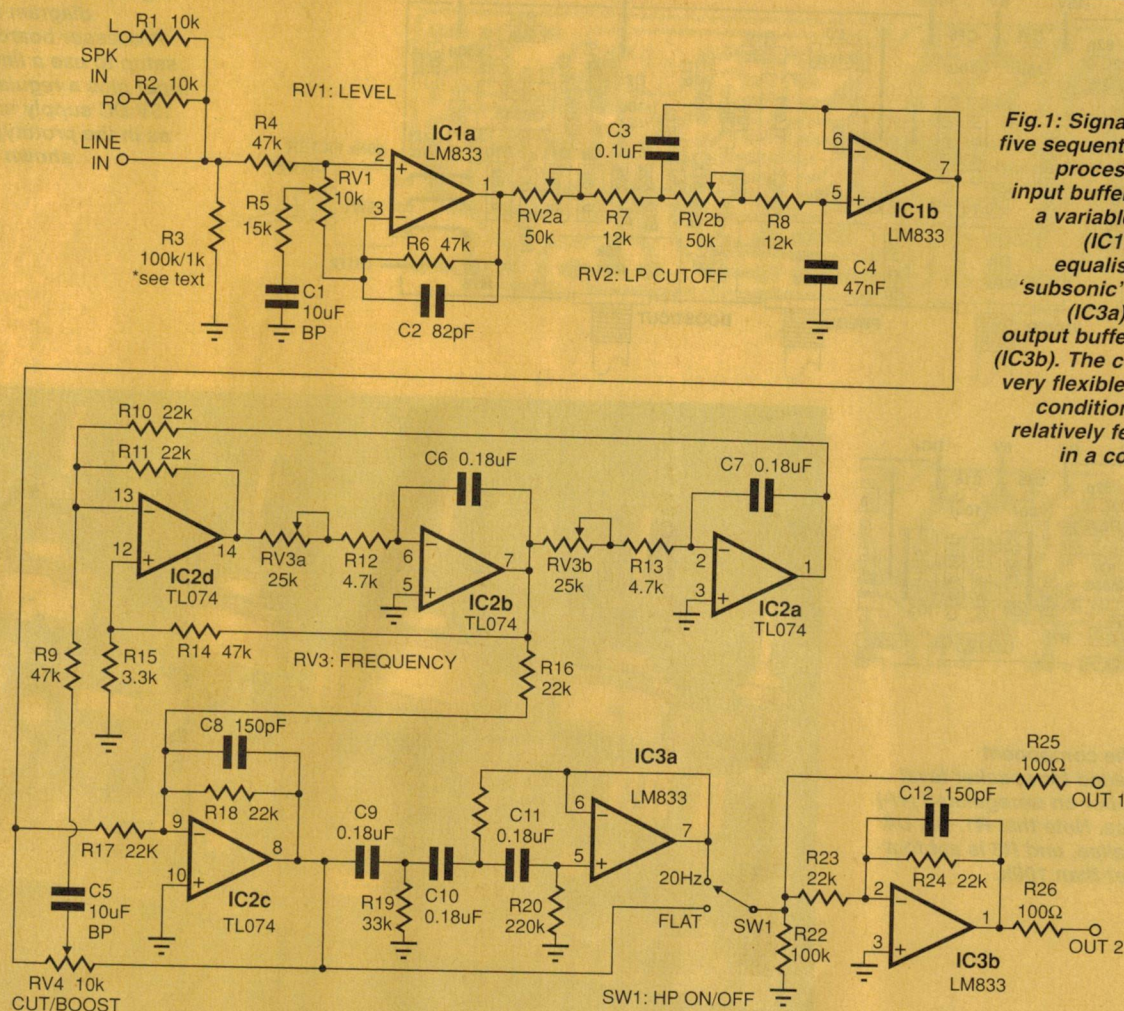 L
R1 10k
SPK
IN
R
R2 10k
LINE
IN
RV1: LEVEL
R4
47k
IC1a
LM833
2
+
1
3
−
RV1
10k
R5
15k
R3
100k/1k
*see text
R6 47k
C1
10uF
BP
C2 82pF
RV2a
50k
R7
12k
C3
0.1uF
RV2b
50k
R8
12k
RV2: LP CUTOFF
6
−
7
5
+
IC1b
LM833
C4
47nF
Fig.1: Signa
five sequent
proces
input buffe
a variabl
(IC1
equalis
'subsonic'
(IC3a)
output buffe
(IC3b). The c
very flexible
condition
relatively fe
in a co
R10 22k
R11 22k
13
−
12
+
14
IC2d
TL074
RV3a
25k
R12
4.7k
C6 0.18uF
6
−
7
5
+
IC2b
TL074
RV3b
25k
R13
4.7k
C7 0.18uF
2
−
1
3
+
IC2a
TL074
R9
47k
R15
3.3k
R14 47k
RV3: FREQUENCY
R16
22k
C8 150pF
R18 22k
R17 22K
9
−
8
10
+
IC2c
TL074
C5
10uF
BP
RV4 10k
CUT/BOOST
C9
0.18uF
R19
33k
C10
0.18uF
C11
0.18uF
R20
220k
IC3a
LM833
6
−
7
5
+
20Hz
FLAT
SW1
SW1: HP ON/OFF
R22
100k
R23
22k
C12 150pF
R24 22k
2
−
1
3
+
IC3b
LM833
R25
100Ω
OUT 1
R26
100Ω
OUT 2